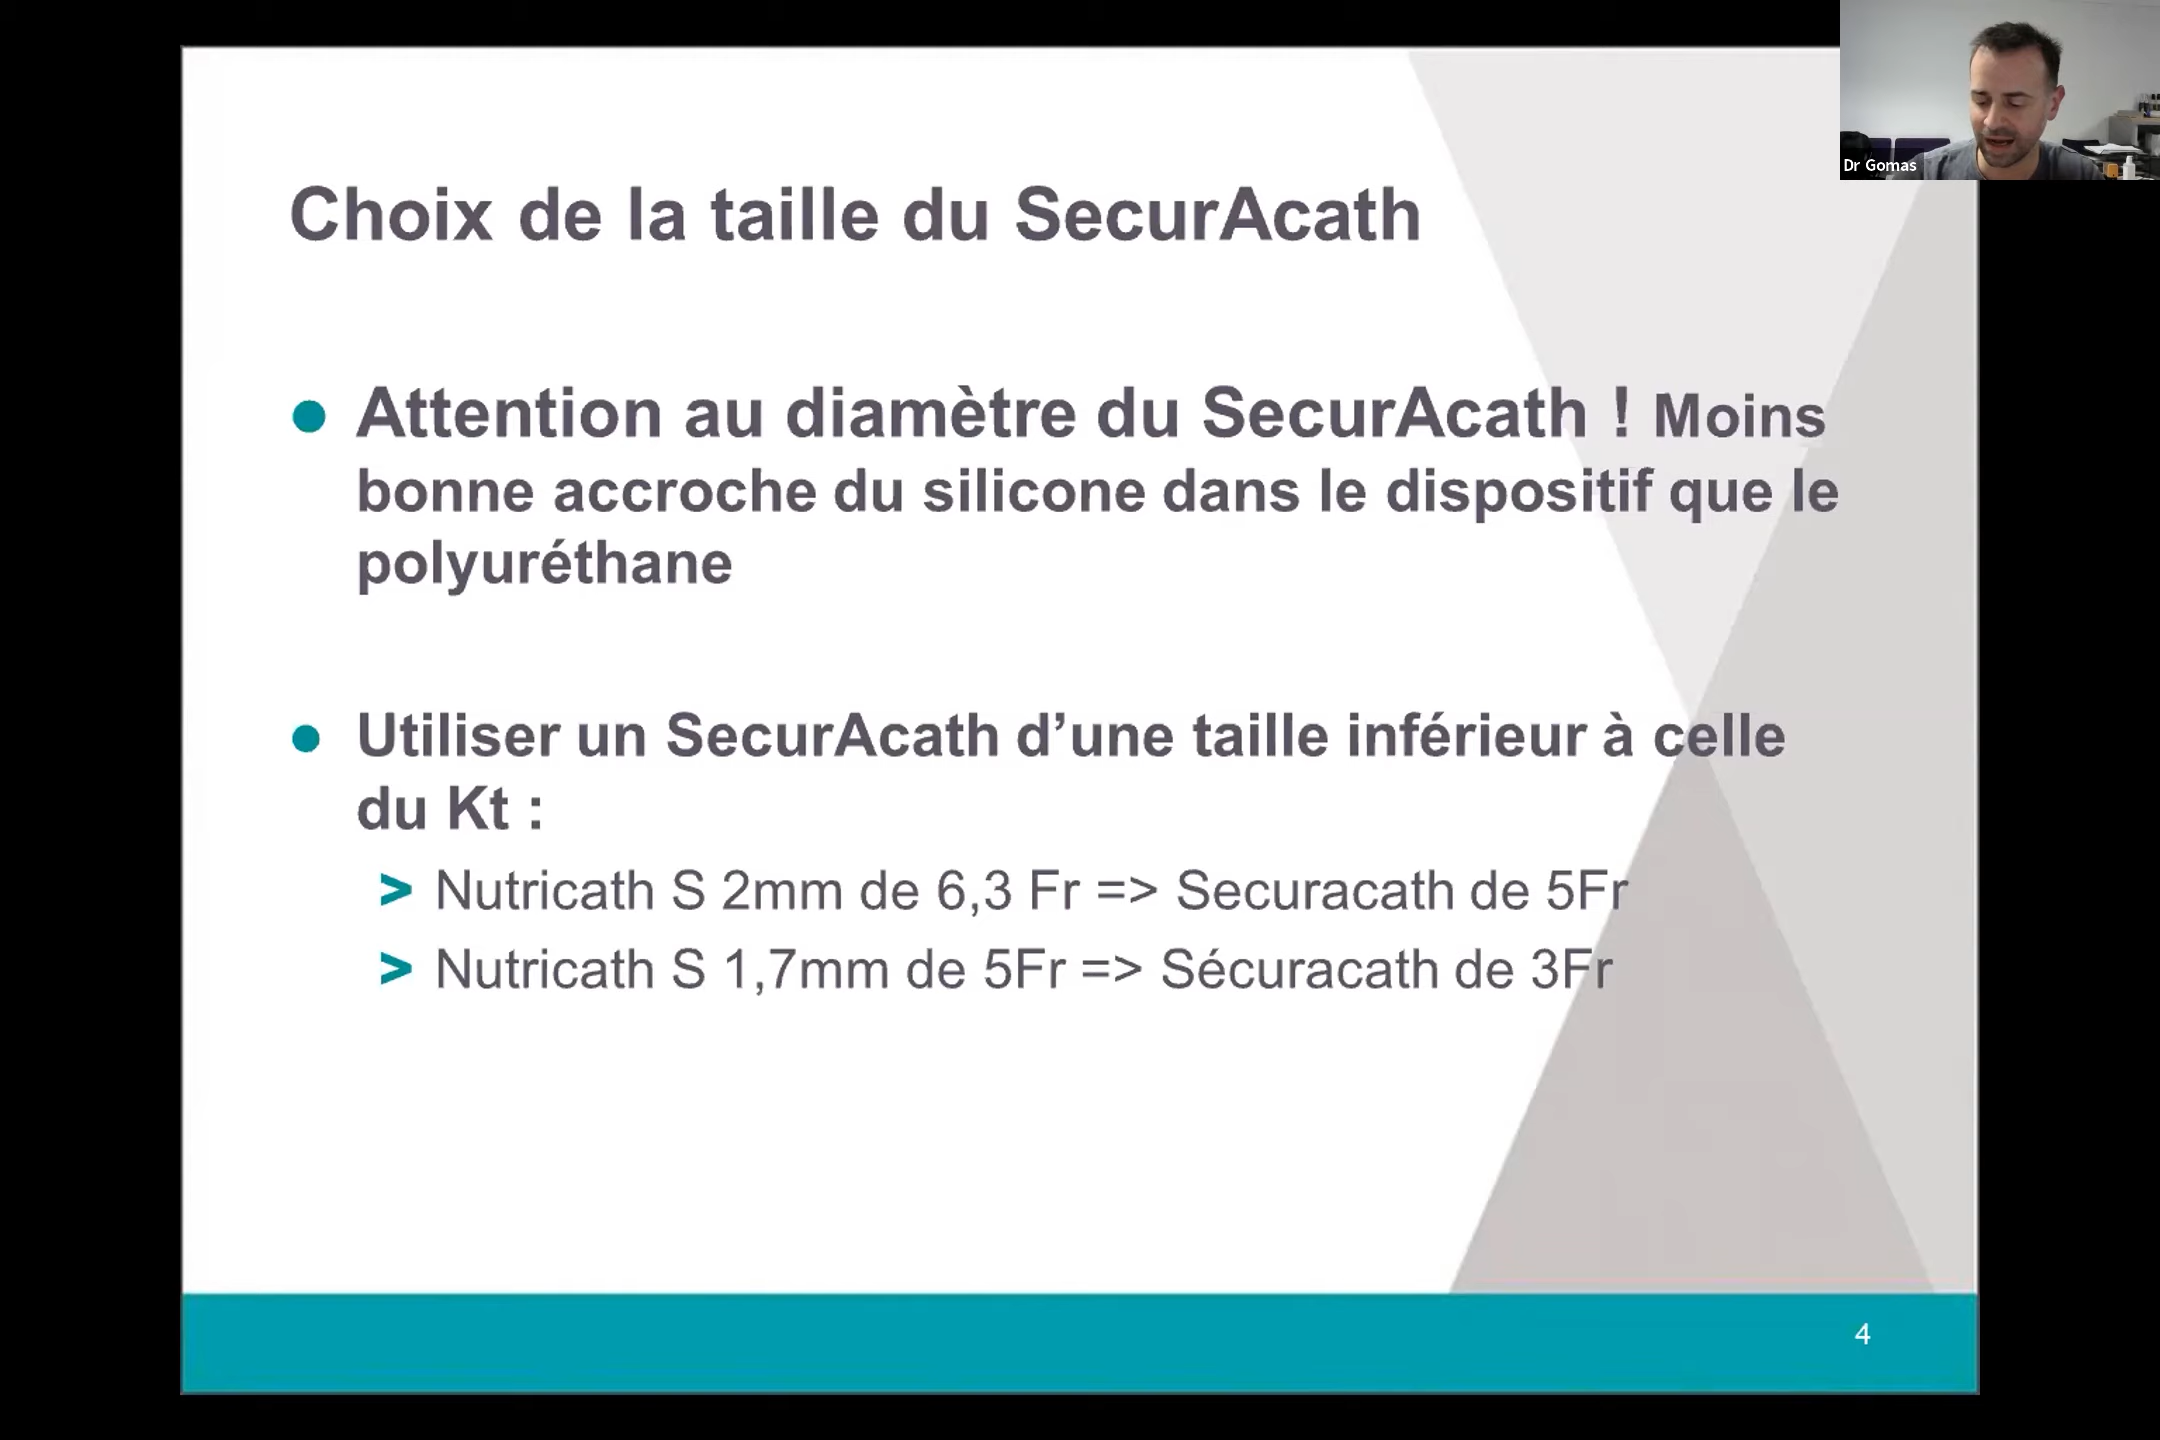 Dr Gomas
Choix de la taille du SecurAcath
Attention au diamètre du SecurAcath ! Moins
bonne accroche du silicone dans le dispositif que le
polyuréthane
Utiliser un SecurAcath d’une taille inférieur à celle
du Kt :
> Nutricath S 2mm de 6,3 Fr => Securacath de 5Fr
> Nutricath S 1,7mm de 5Fr => Sécuracath de 3Fr
4